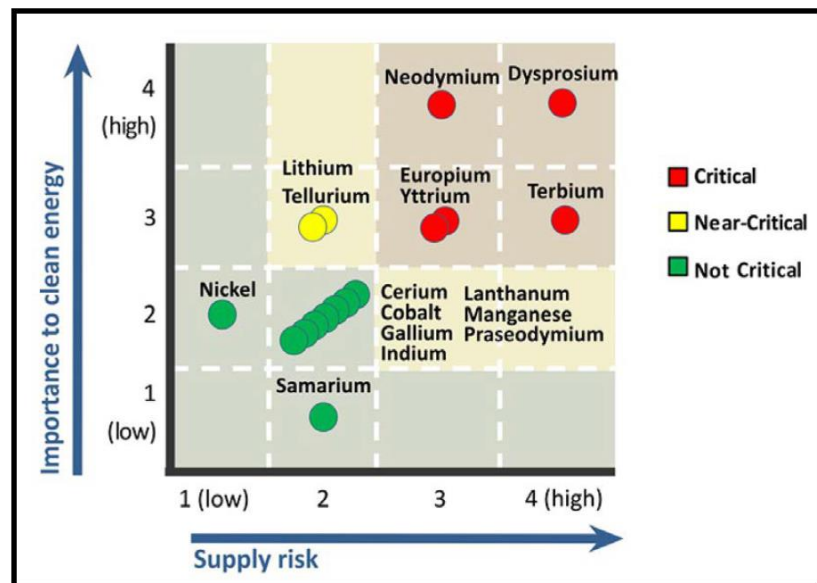 Importance to clean energy
4
(high)
3
2
1
(low)
Neodymium
Dysprosium
Lithium
Tellurium
Europium
Yttrium
Terbium
Nickel
Cerium
Cobalt
Gallium
Indium
Lanthanum
Manganese
Praseodymium
Samarium
1 (low)
2
3
4 (high)
Supply risk
Critical
Near-Critical
Not Critical